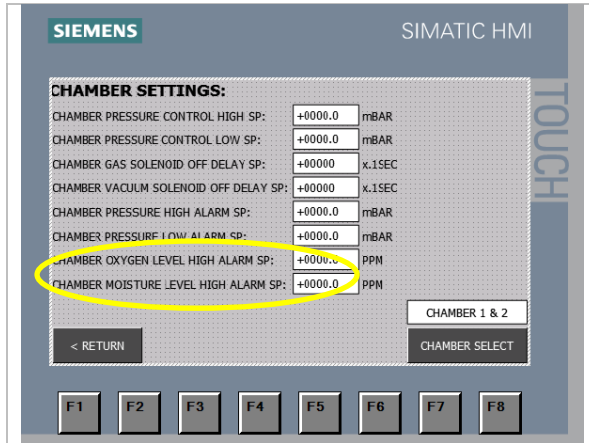 SIEMENS
SIMATIC HMI
TOUCH
CHAMBER SETTINGS:
CHAMBER PRESSURE CONTROL HIGH SP: +0000.0 mBAR
CHAMBER PRESSURE CONTROL LOW SP: +0000.0 mBAR
CHAMBER GAS SOLENOID OFF DELAY SP: +00000 x.1SEC
CHAMBER VACUUM SOLENOID OFF DELAY SP: +00000 x.1SEC
CHAMBER PRESSURE HIGH ALARM SP: +0000.0 mBAR
CHAMBER PRESSURE LOW ALARM SP: +0000.0 mBAR
CHAMBER OXYGEN LEVEL HIGH ALARM SP: +0000.0 PPM
CHAMBER MOISTURE LEVEL HIGH ALARM SP: +0000.0 PPM
CHAMBER 1 & 2
< RETURN
CHAMBER SELECT
F1 F2 F3 F4 F5 F6 F7 F8